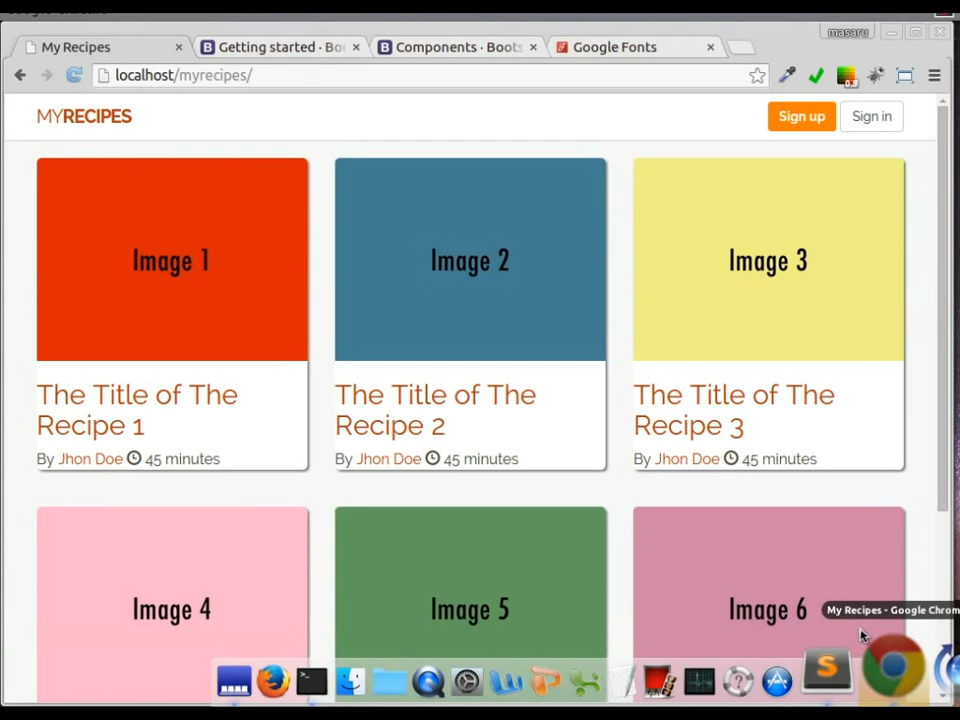 masaru
My Recipes
Getting started · Bo
Components · Boots
Google Fonts
localhost/myrecipes/
MYRECIPES
Sign up
Sign in
Image 1
Image 2
Image 3
The Title of The
Recipe 1
By Jhon Doe 45 minutes
The Title of The
Recipe 2
By Jhon Doe 45 minutes
The Title of The
Recipe 3
By Jhon Doe 45 minutes
Image 4
Image 5
Image 6
My Recipes - Google Chrom